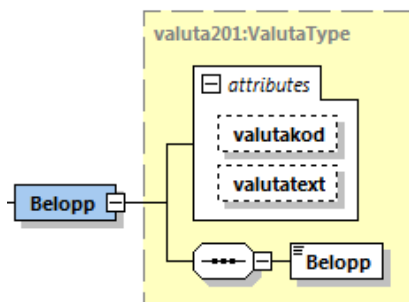 valuta201:ValutaType
attributes
valutakod
valutatext
Belopp
Belopp